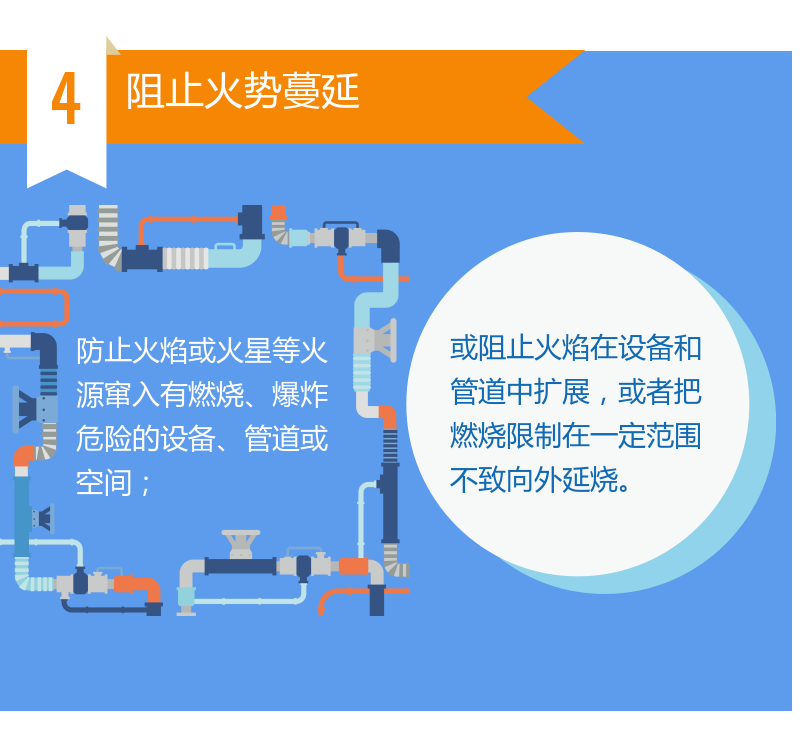 4
阻止火势蔓延
防止火焰或火星等火
源窜入有燃烧、爆炸
危险的设备、管道或
空间；
或阻止火焰在设备和
管道中扩展，或者把
燃烧限制在一定范围
不致向外延烧。